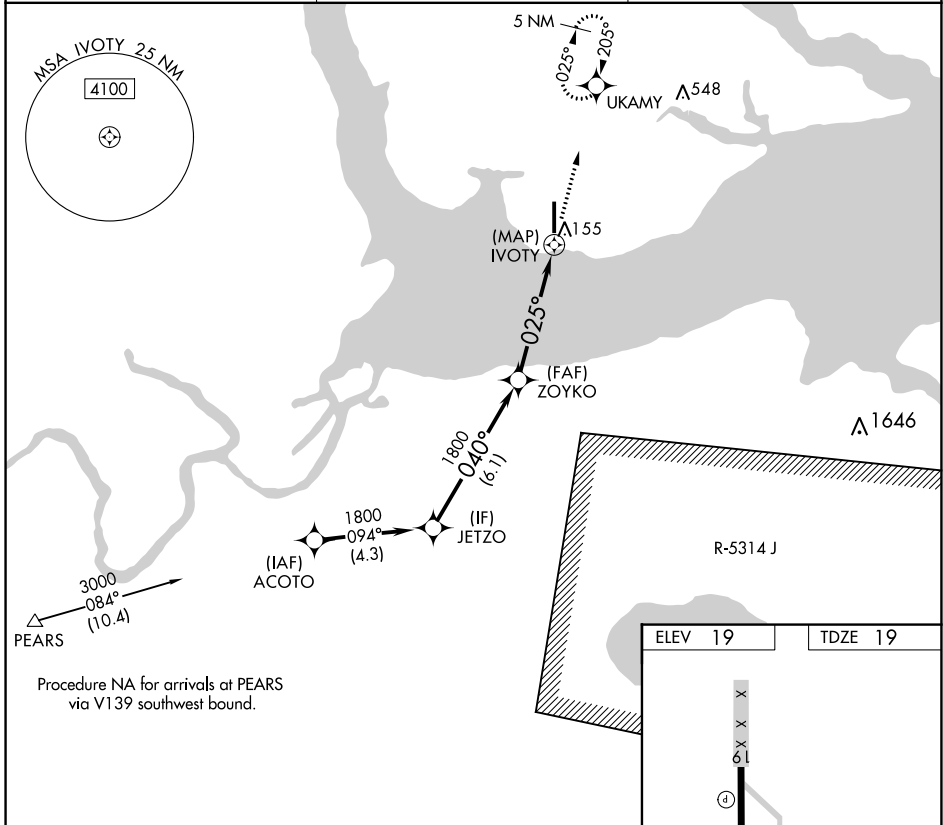 MSA IVOTY 25 NM
4100
5 NM
025°
205°
UKAMY
548
(MAP)
IVOTY
155
025°
(FAF)
ZOYKO
1646
1800
040°
(6.1)
(IF)
JETZO
1800
094°
(4.3)
(IAF)
ACOTO
R-5314 J
3000
084°
(10.4)
PEARS
Procedure NA for arrivals at PEARS
via V139 southwest bound.
ELEV 19
TDZE 19
X
X
X
19
P